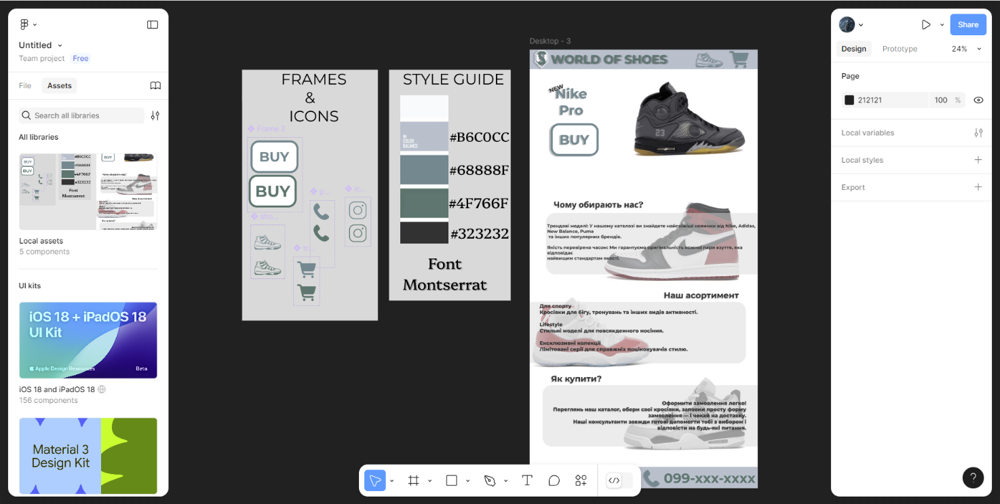 Untitled
Team project Free
File Assets
Search all libraries
All libraries
Local assets
5 components
UI kits
iOS 18 + iPadOS 18
UI Kit
Apple Design Resources
Beta
iOS 18 and iPadOS 18
156 components
Material 3
Design Kit
FRAMES
&
ICONS
Frame 2
BUY
BUY
sho...
p...
ic...
tr...
STYLE GUIDE
IN
COLOR
BALANCE
#B6C0CC
#68888F
#4F766F
#323232
Font
Montserrat
Desktop - 3
WORLD OF SHOES
NEW
Nike
Pro
BUY
23
Чому обирають нас?
Трендові моделі: У нашому каталозі ви знайдете найсвіжіші новинки від Nike, Adidas,
New Balance, Puma
та інших популярних брендів.
Якість перевірена часом: Ми гарантуємо оригінальність кожної пари взуття, яка
відповідає
найвищим стандартам якості.
Наш асортимент
Для спорту
Кросівки для бігу, тренувань та інших видів активності.
Lifestyle
Стильні моделі для повсякденного носіння.
Ексклюзивні колекції
Лімітовані серії для справжніх поціновувачів стилю.
Як купити?
Оформити замовлення легко!
Переглянь наш каталог, обери свої кросівки, заповни просту форму
замовлення — і чекай на доставку.
Наші консультанти завжди готові допомогти тобі з вибором і
відповісти на будь-які питання.
099-xxx-xxxx
Share
Design Prototype 24%
Page
212121 100 %
Local variables
Local styles
Export
?